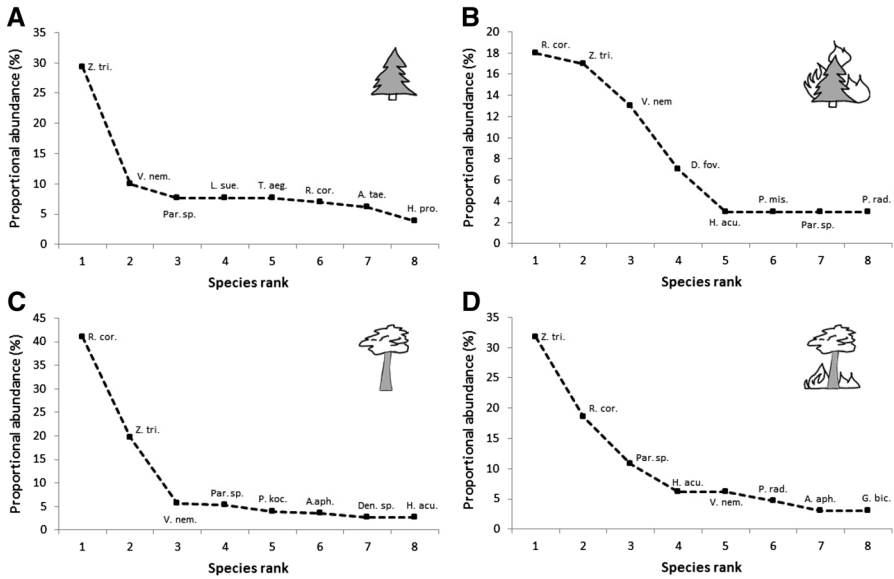 A
Proportional abundance (%)
35
30
25
20
15
10
5
0
Z. tri.
V. nem.
Par. sp.
L. sue.
T. aeg.
R. cor.
A. tae.
H. pro.
1 2 3 4 5 6 7 8
Species rank
B
Proportional abundance (%)
20
18
16
14
12
10
8
6
4
2
0
R. cor.
Z. tri.
V. nem
D. fov.
H. acu.
P. mis.
Par. sp.
P. rad.
1 2 3 4 5 6 7 8
Species rank
C
Proportional abundance (%)
45
40
35
30
25
20
15
10
5
0
R. cor.
Z. tri.
V. nem.
Par. sp.
P. koc.
A.aph.
Den. sp.
H. acu.
1 2 3 4 5 6 7 8
Species rank
D
Proportional abundance (%)
35
30
25
20
15
10
5
0
Z. tri.
R. cor.
Par. sp.
H. acu.
V. nem.
P. rad.
A. aph.
G. bic.
1 2 3 4 5 6 7 8
Species rank